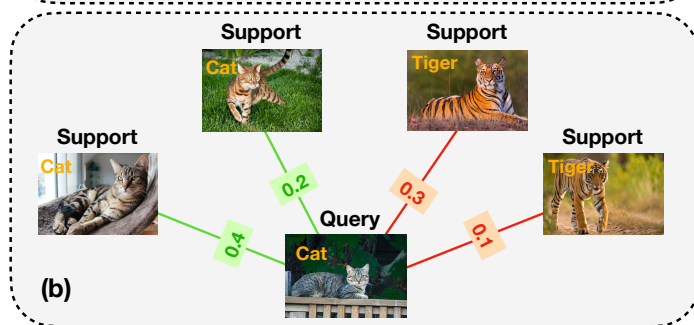 Support
Support
Cat
Tiger
Support
Support
Cat
Tiger
0.2
0.3
Query
0.4
0.1
Cat
(b)